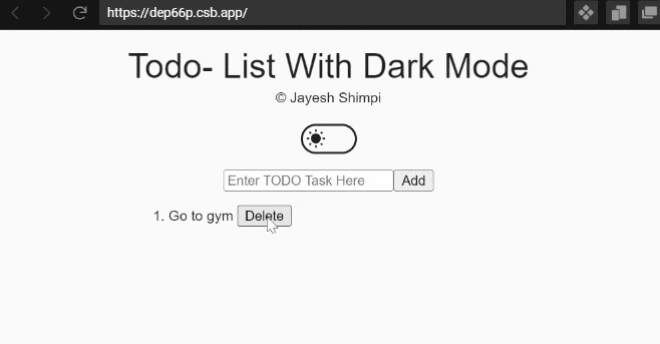 https://dep66p.csb.app/
Todo- List With Dark Mode
© Jayesh Shimpi
Enter TODO Task Here Add
1. Go to gym Delete